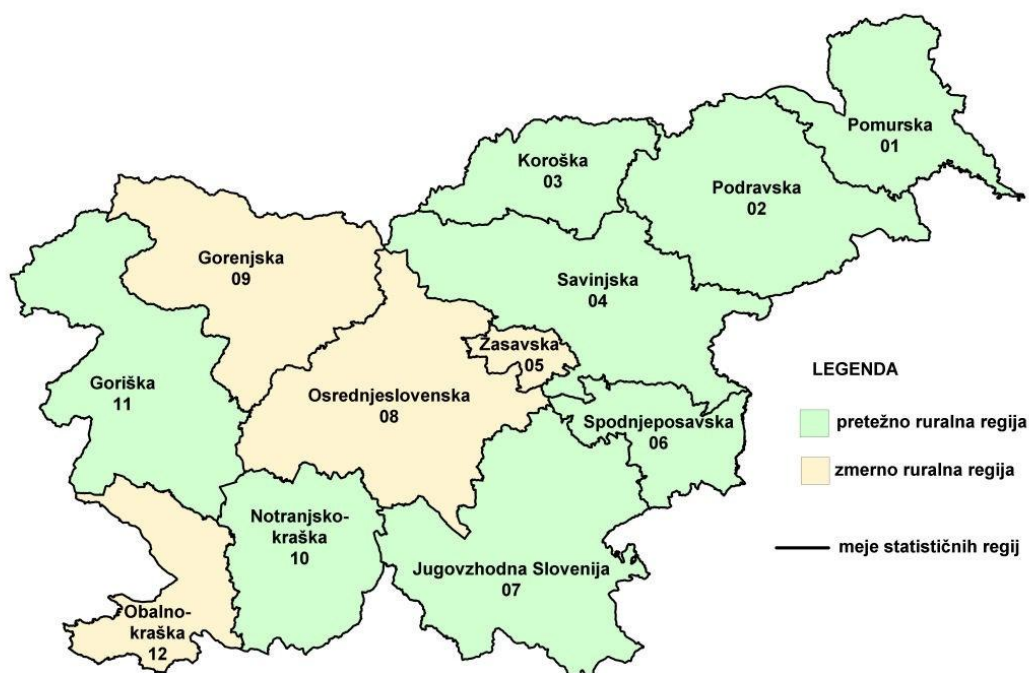 Pomurska
01
Koroška
03
Podravska
02
Gorenjska
09
Savinjska
04
Zasavska
05
Goriška
11
Osrednjeslovenska
08
Spodnjeposavska
06
Notranjsko-
kraška
10
Jugovzhodna Slovenija
07
Obalno-
kraška
12
LEGENDA
pretežno ruralna regija
zmerno ruralna regija
meje statističnih regij